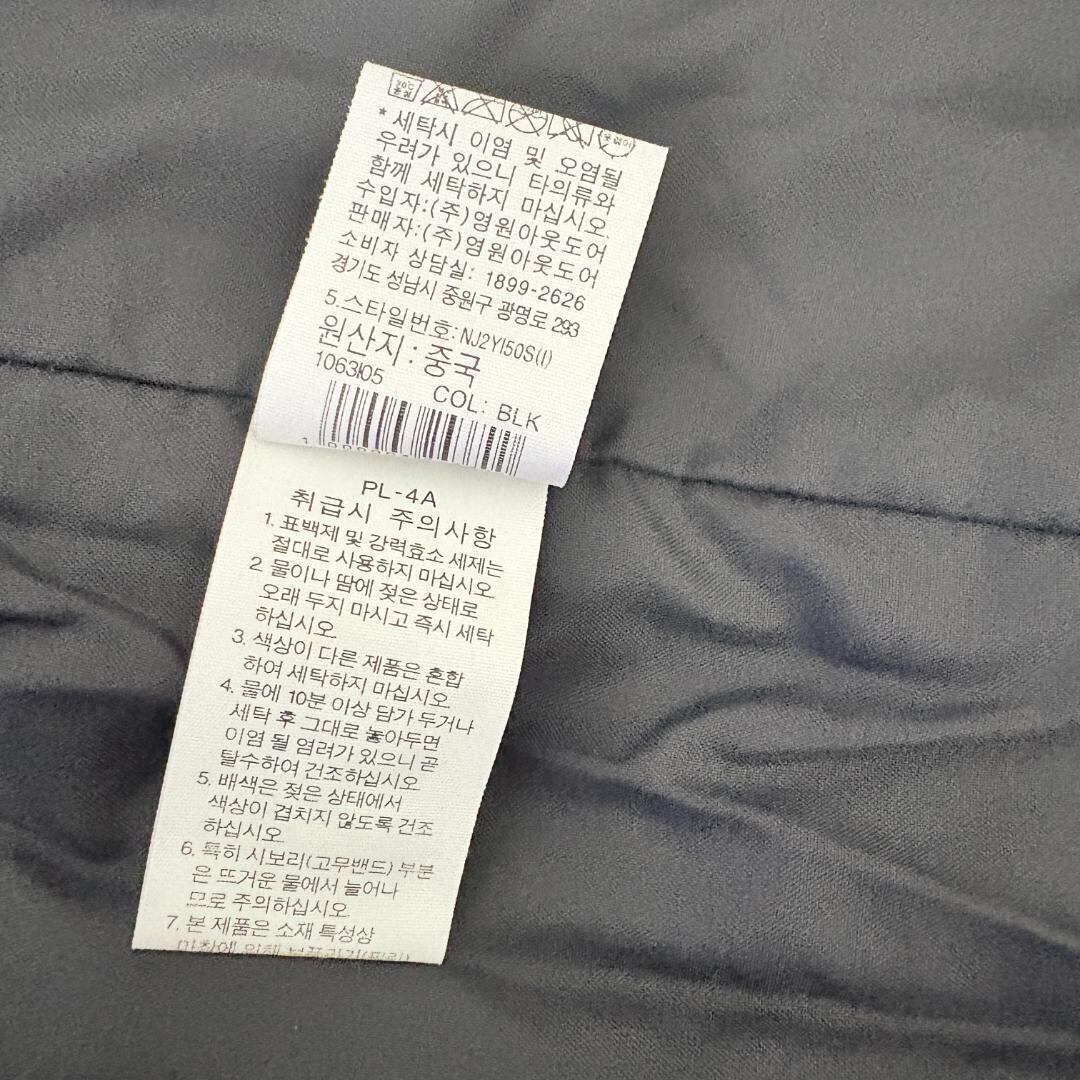 30℃
* 세탁시 이염 및 오염될
우려가 있으니 타의류와
함께 세탁하지 마십시오.
수입자:(주)영원아웃도어
판매자:(주)영원아웃도어
소비자 상담실: 1899-2626
경기도 성남시 중원구 광명로 293
5.스타일번호:NJ2YI50S(1)
원산지: 중국
1063105
COL: BLK
PL-4A
취급시 주의사항
1. 표백제 및 강력효소 세제는
절대로 사용하지 마십시오
2 물이나 땀에 젖은 상태로
오래 두지 마시고 즉시 세탁
하십시오
3. 색상이 다른 제품은 혼합
하여 세탁하지 마십시오
4. 물에 10분 이상 담가 두거나
세탁 후 그대로 놓아두면
이염 될 염려가 있으니 곧
탈수하여 건조하십시오
5. 배색은 젖은 상태에서
색상이 겹치지 않도록 건조
하십시오
6. 특히 시보리(고무밴드) 부분
은 뜨거운 물에서 늘어나
므로 주의하십시오
7. 본 제품은 소재 특성상
마찰에 의해 보풀과기(필링)